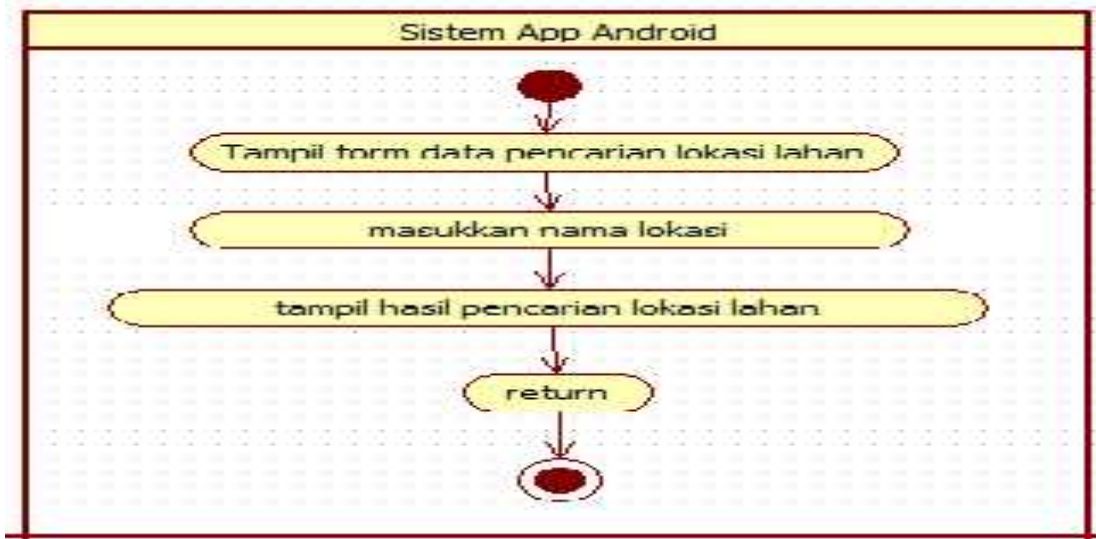 Sistem App Android
Tampil form data pencarian lokasi lahan
masukkan nama lokasi
tampil hasil pencarian lokasi lahan
return